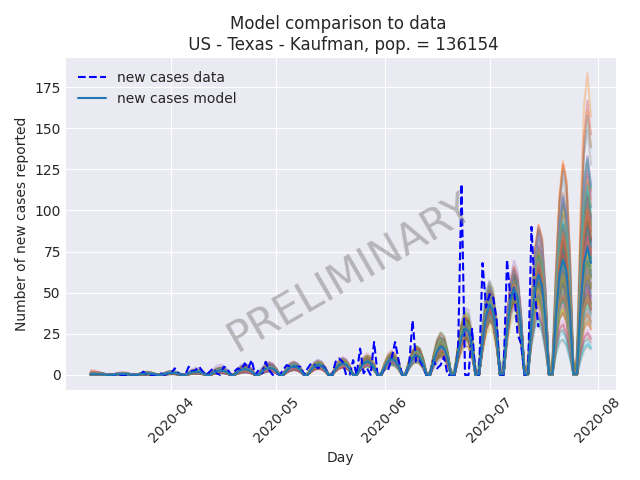 Model comparison to data
US - Texas - Kaufman, pop. = 136154
new cases data
new cases model
PRELIMINARY
Number of new cases reported
175
150
125
100
75
50
25
0
2020-04
2020-05
2020-06
2020-07
2020-08
Day